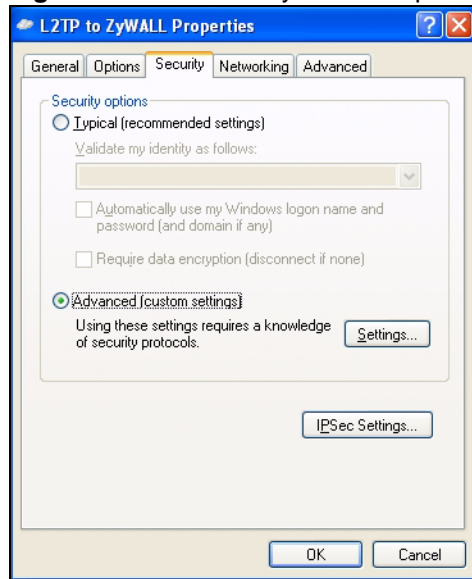 L2TP to ZyWALL Properties
General Options Security Networking Advanced
Security options
Typical (recommended settings)
Validate my identity as follows:
Automatically use my Windows logon name and
password (and domain if any)
Require data encryption (disconnect if none)
Advanced (custom settings)
Using these settings requires a knowledge
of security protocols.
Settings...
IPSec Settings...
OK Cancel